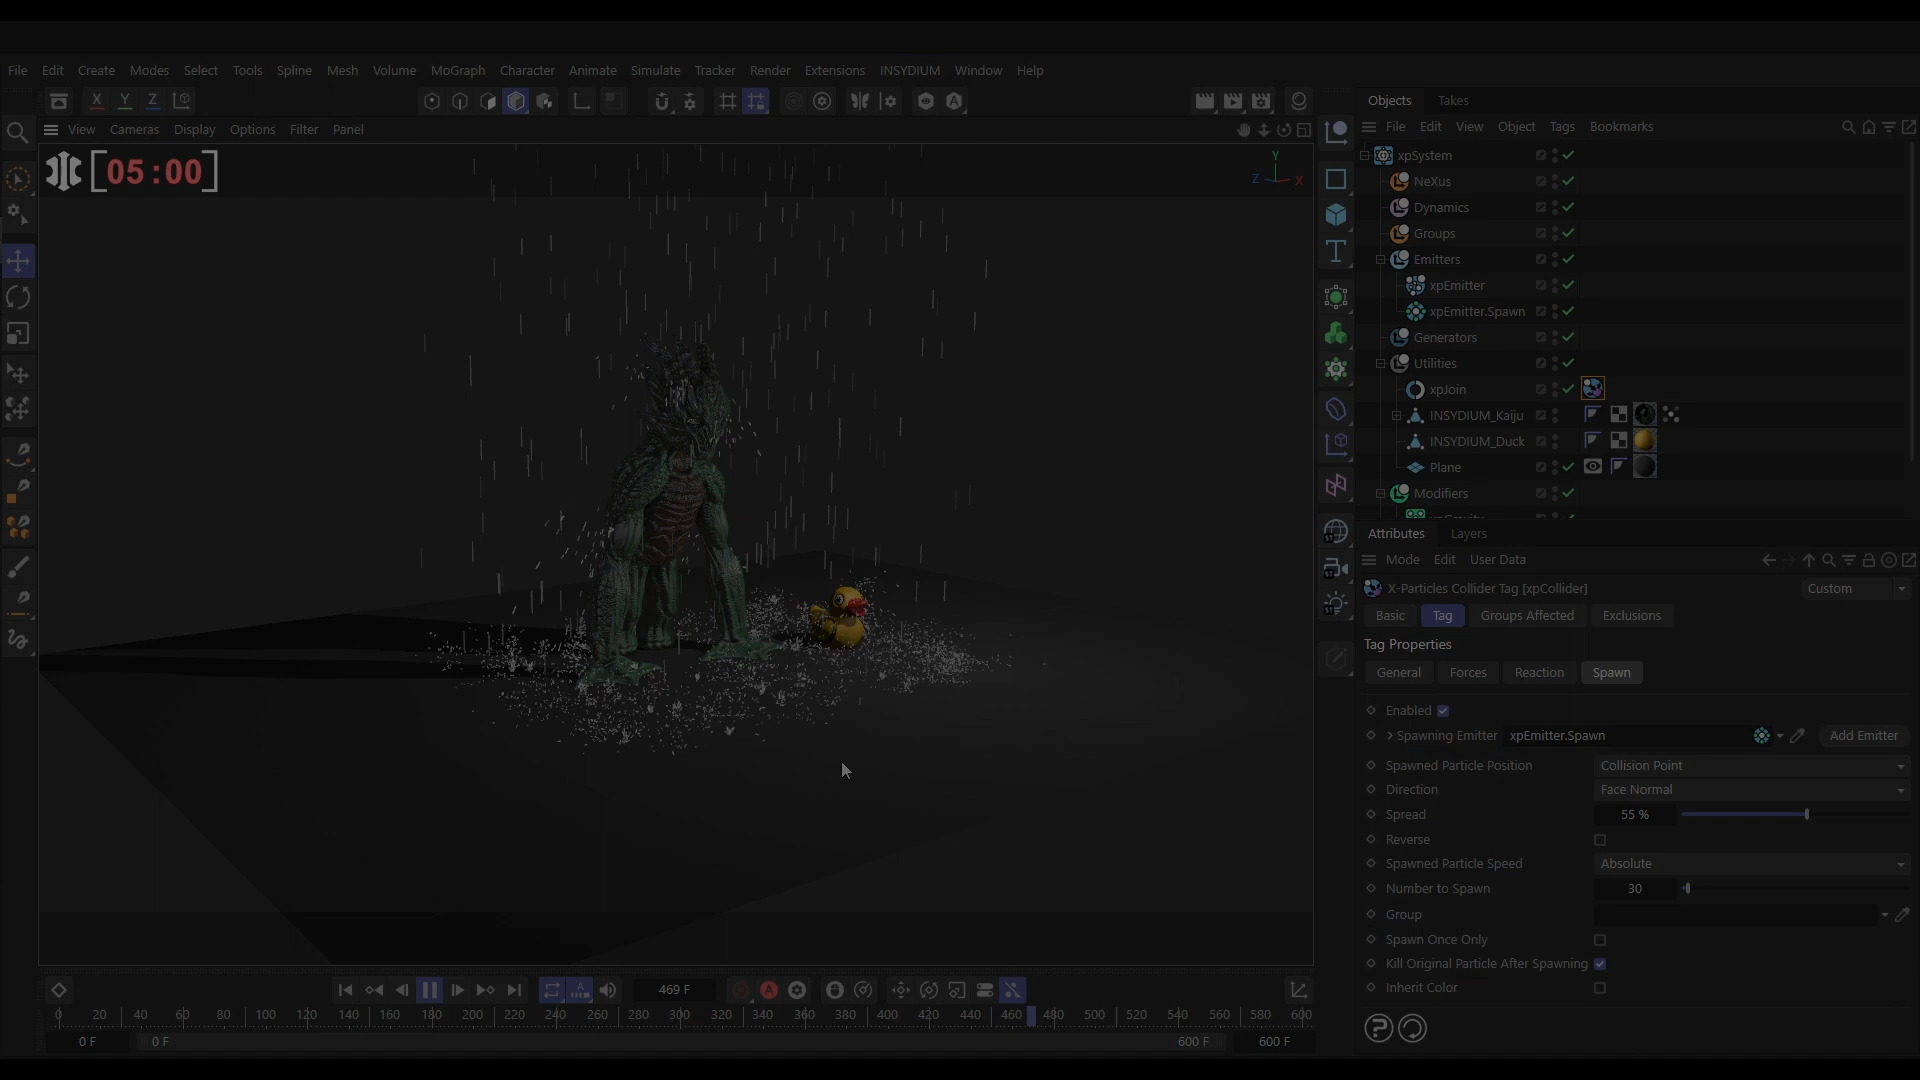 File Edit Create Modes Select Tools Spline Mesh Volume MoGraph Character Animate Simulate Tracker Render Extensions INSYDIUM Window Help
X Y Z
Objects Takes
View Cameras Display Options Filter Panel
File Edit View Object Tags Bookmarks
[05:00]
Y
Z X
xpSystem
NeXus
Dynamics
Groups
Emitters
xpEmitter
xpEmitter.Spawn
Generators
Utilities
xpJoin
INSYDIUM_Kaiju
INSYDIUM_Duck
Plane
Modifiers
xpGravity
Attributes Layers
Mode Edit User Data
X-Particles Collider Tag [xpCollider]
Custom
Basic Tag Groups Affected Exclusions
Tag Properties
General Forces Reaction Spawn
Enabled
Spawning Emitter xpEmitter.Spawn Add Emitter
Spawned Particle Position Collision Point
Direction Face Normal
Spread 55 %
Reverse
Spawned Particle Speed Absolute
Number to Spawn 30
Group
Spawn Once Only
Kill Original Particle After Spawning
Inherit Color
469 F
0 20 40 60 80 100 120 140 160 180 200 220 240 260 280 300 320 340 360 380 400 420 440 460 480 500 520 540 560 580 600
0 F 0 F 600 F 600 F